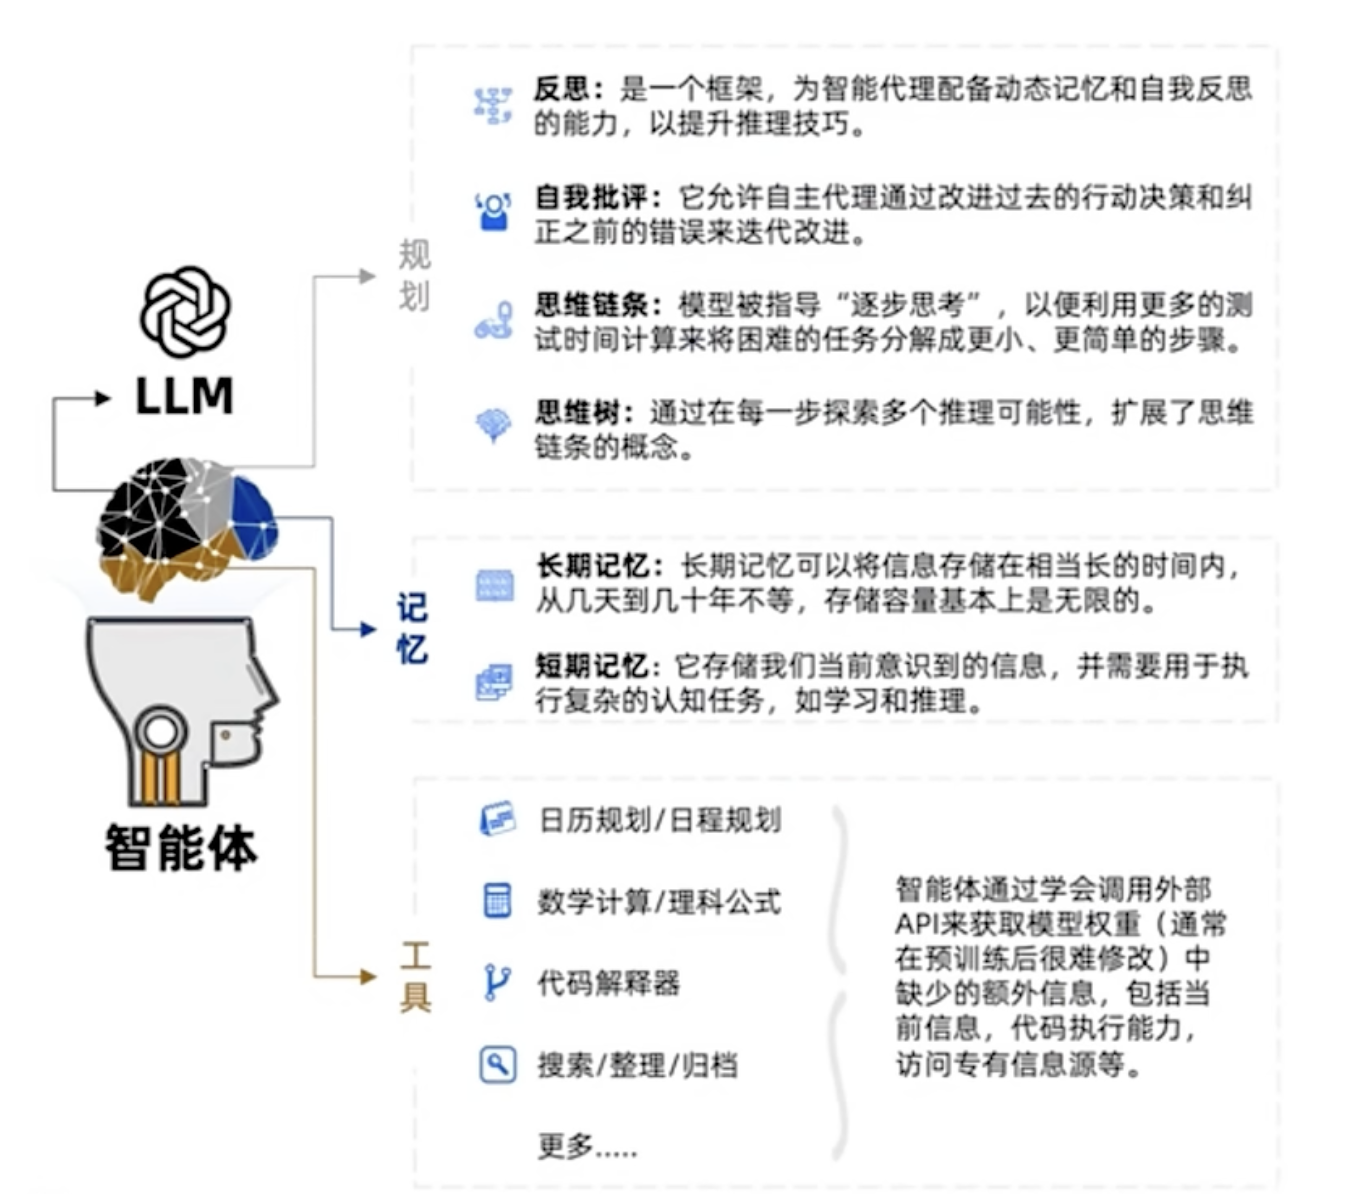 反思：是一个框架，为智能代理配备动态记忆和自我反思
的能力，以提升推理技巧。
自我批评：它允许自主代理通过改进过去的行动决策和纠
正之前的错误来迭代改进。
规
划
思维链条：模型被指导“逐步思考”，以便利用更多的测
试时间计算来将困难的任务分解成更小、更简单的步骤。
思维树：通过在每一步探索多个推理可能性，扩展了思维
链条的概念。
LLM
长期记忆：长期记忆可以将信息存储在相当长的时间内，
从几天到几十年不等，存储容量基本上是无限的。
记
忆
短期记忆：它存储我们当前意识到的信息，并需要用于执
行复杂的认知任务，如学习和推理。
智能体
工
具
日历规划/日程规划
数学计算/理科公式
代码解释器
搜索/整理/归档
更多.....
智能体通过学会调用外部
API来获取模型权重（通常
在预训练后很难修改）中
缺少的额外信息，包括当
前信息，代码执行能力，
访问专有信息源等。